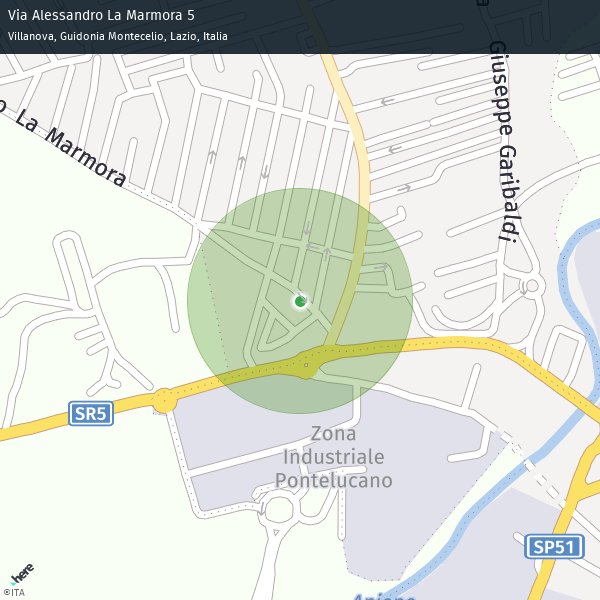 Via Alessandro La Marmora 5
Villanova, Guidonia Montecelio, Lazio, Italia
Giuseppe Garibaldi
La Marmora
SR5
Zona
Industriale
Pontelucano
SP51
Aniene
here
©ITA